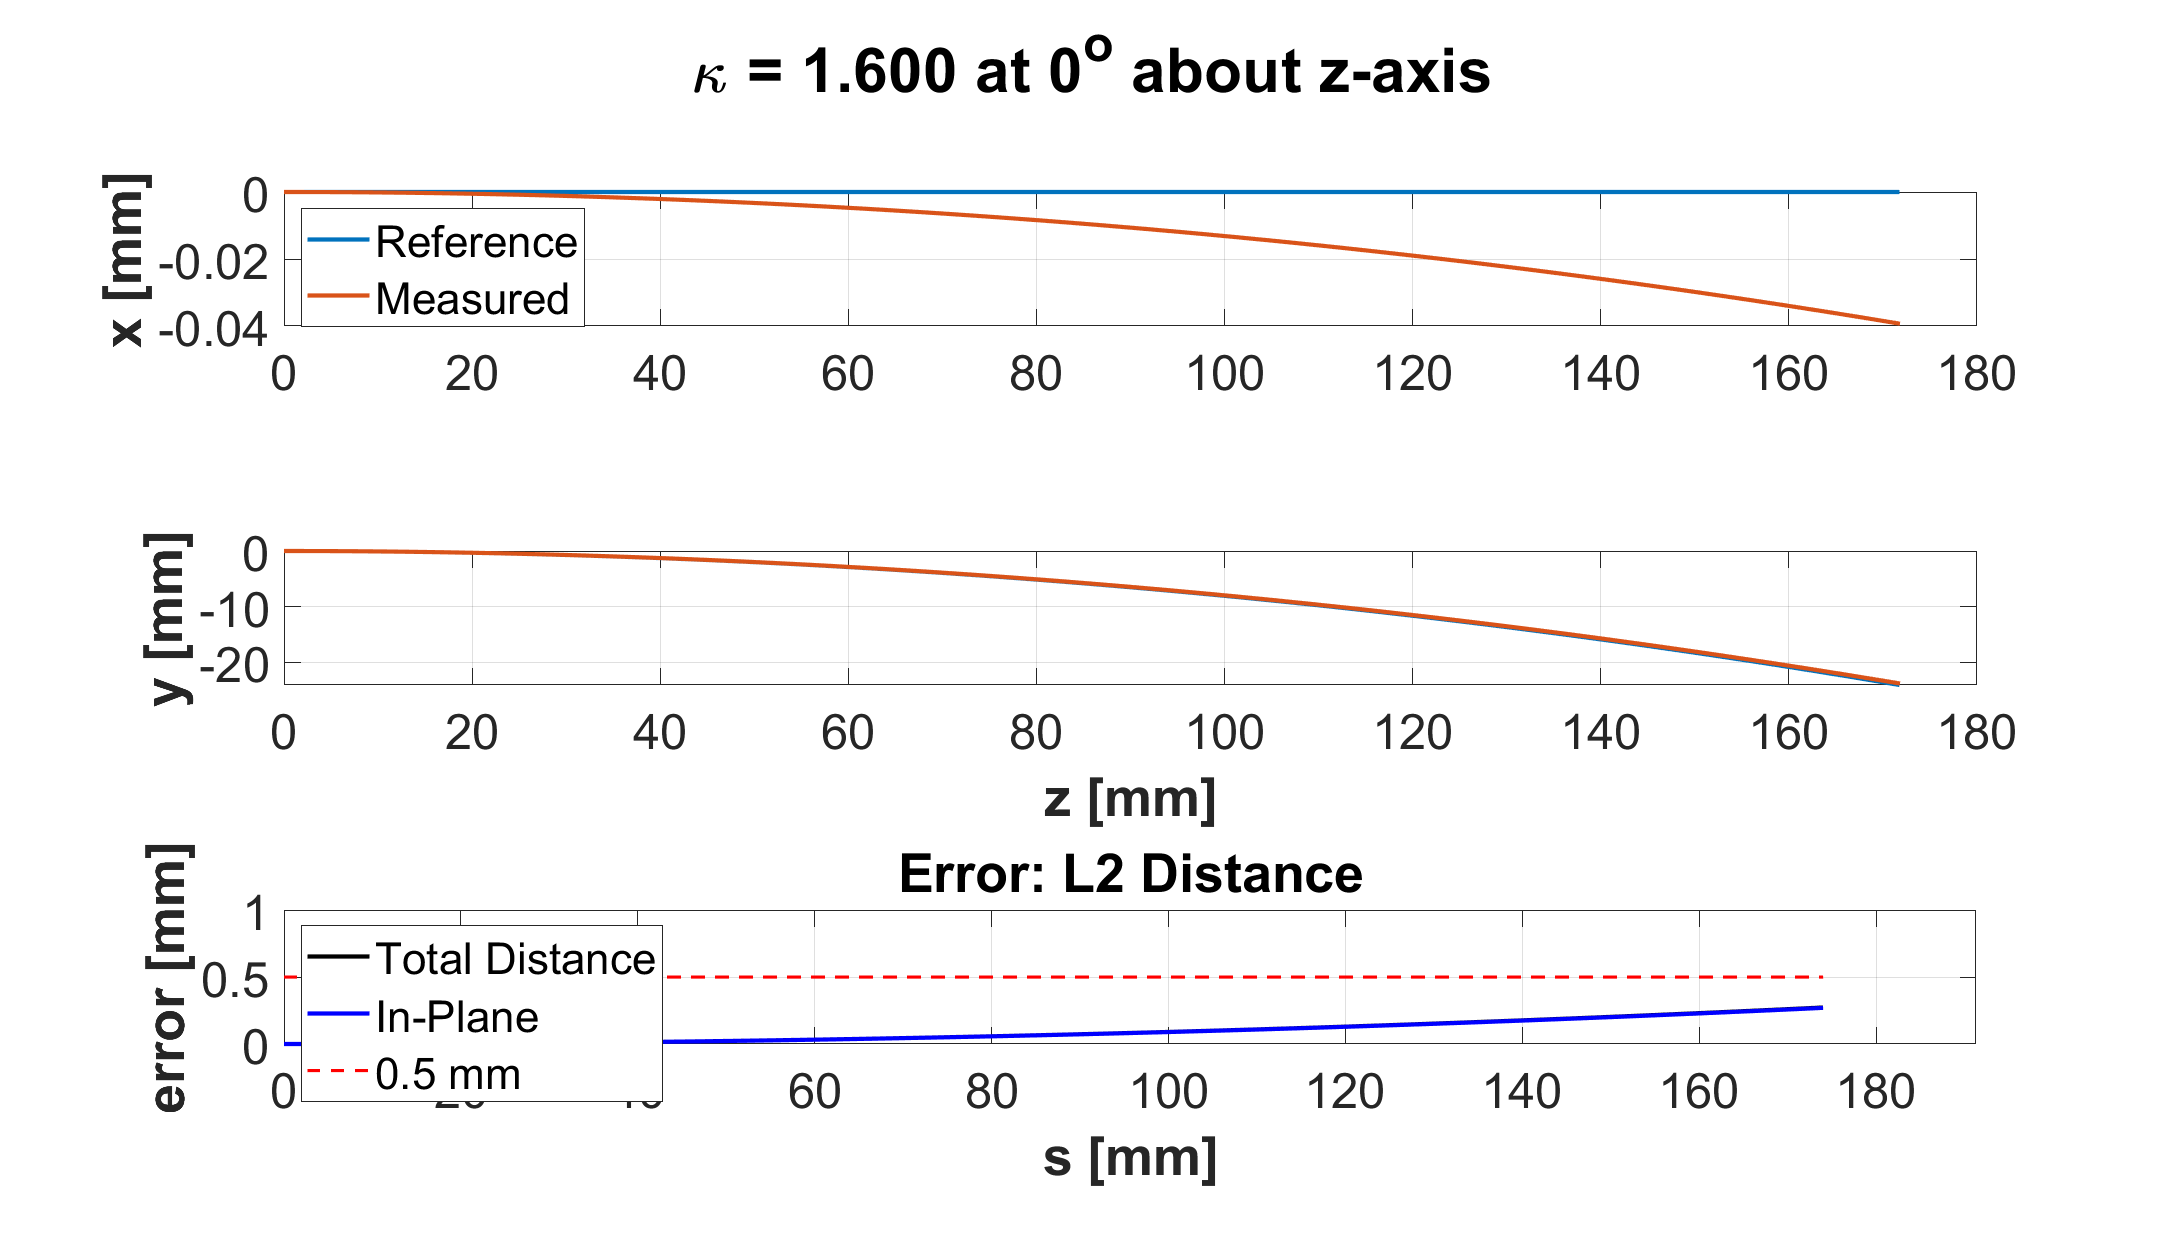 κ = 1.600 at 0° about z-axis
x [mm]
0
-0.02
-0.04
Reference
Measured
0 20 40 60 80 100 120 140 160 180
y [mm]
0
-10
-20
0 20 40 60 80 100 120 140 160 180
z [mm]
Error: L2 Distance
error [mm]
1
0.5
0
Total Distance
In-Plane
0.5 mm
0 60 80 100 120 140 160 180
s [mm]